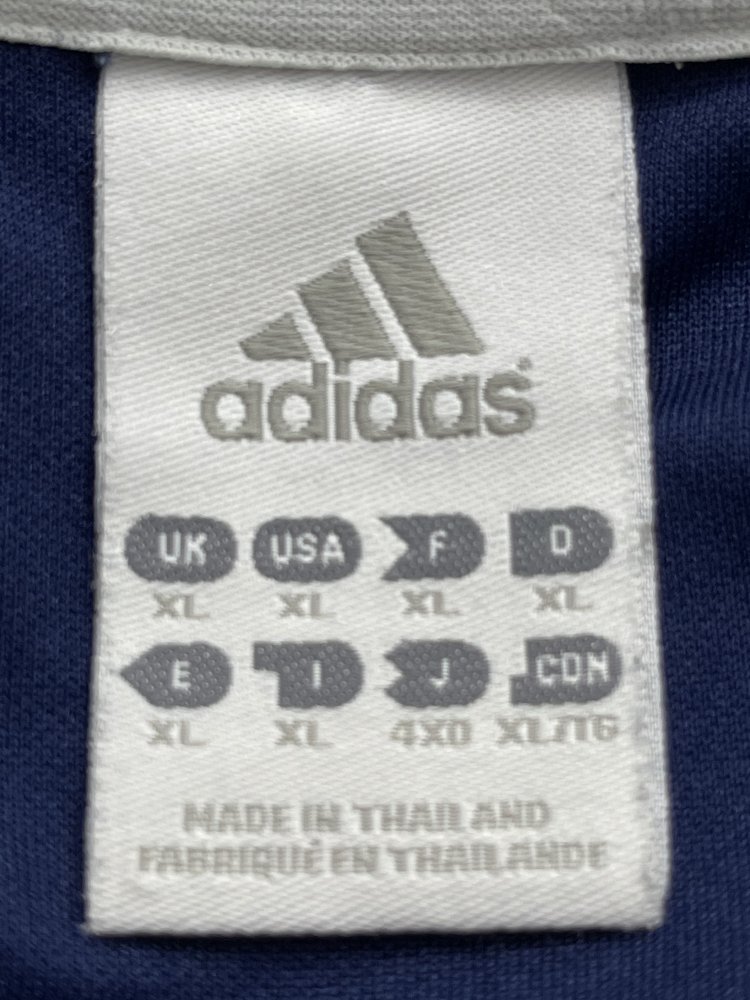 adidas
UK USA F D
XL XL XL XL
E I J CDN
XL XL 4XO XL/TG
MADE IN THAILAND
FABRIQUÉ EN THAILANDE